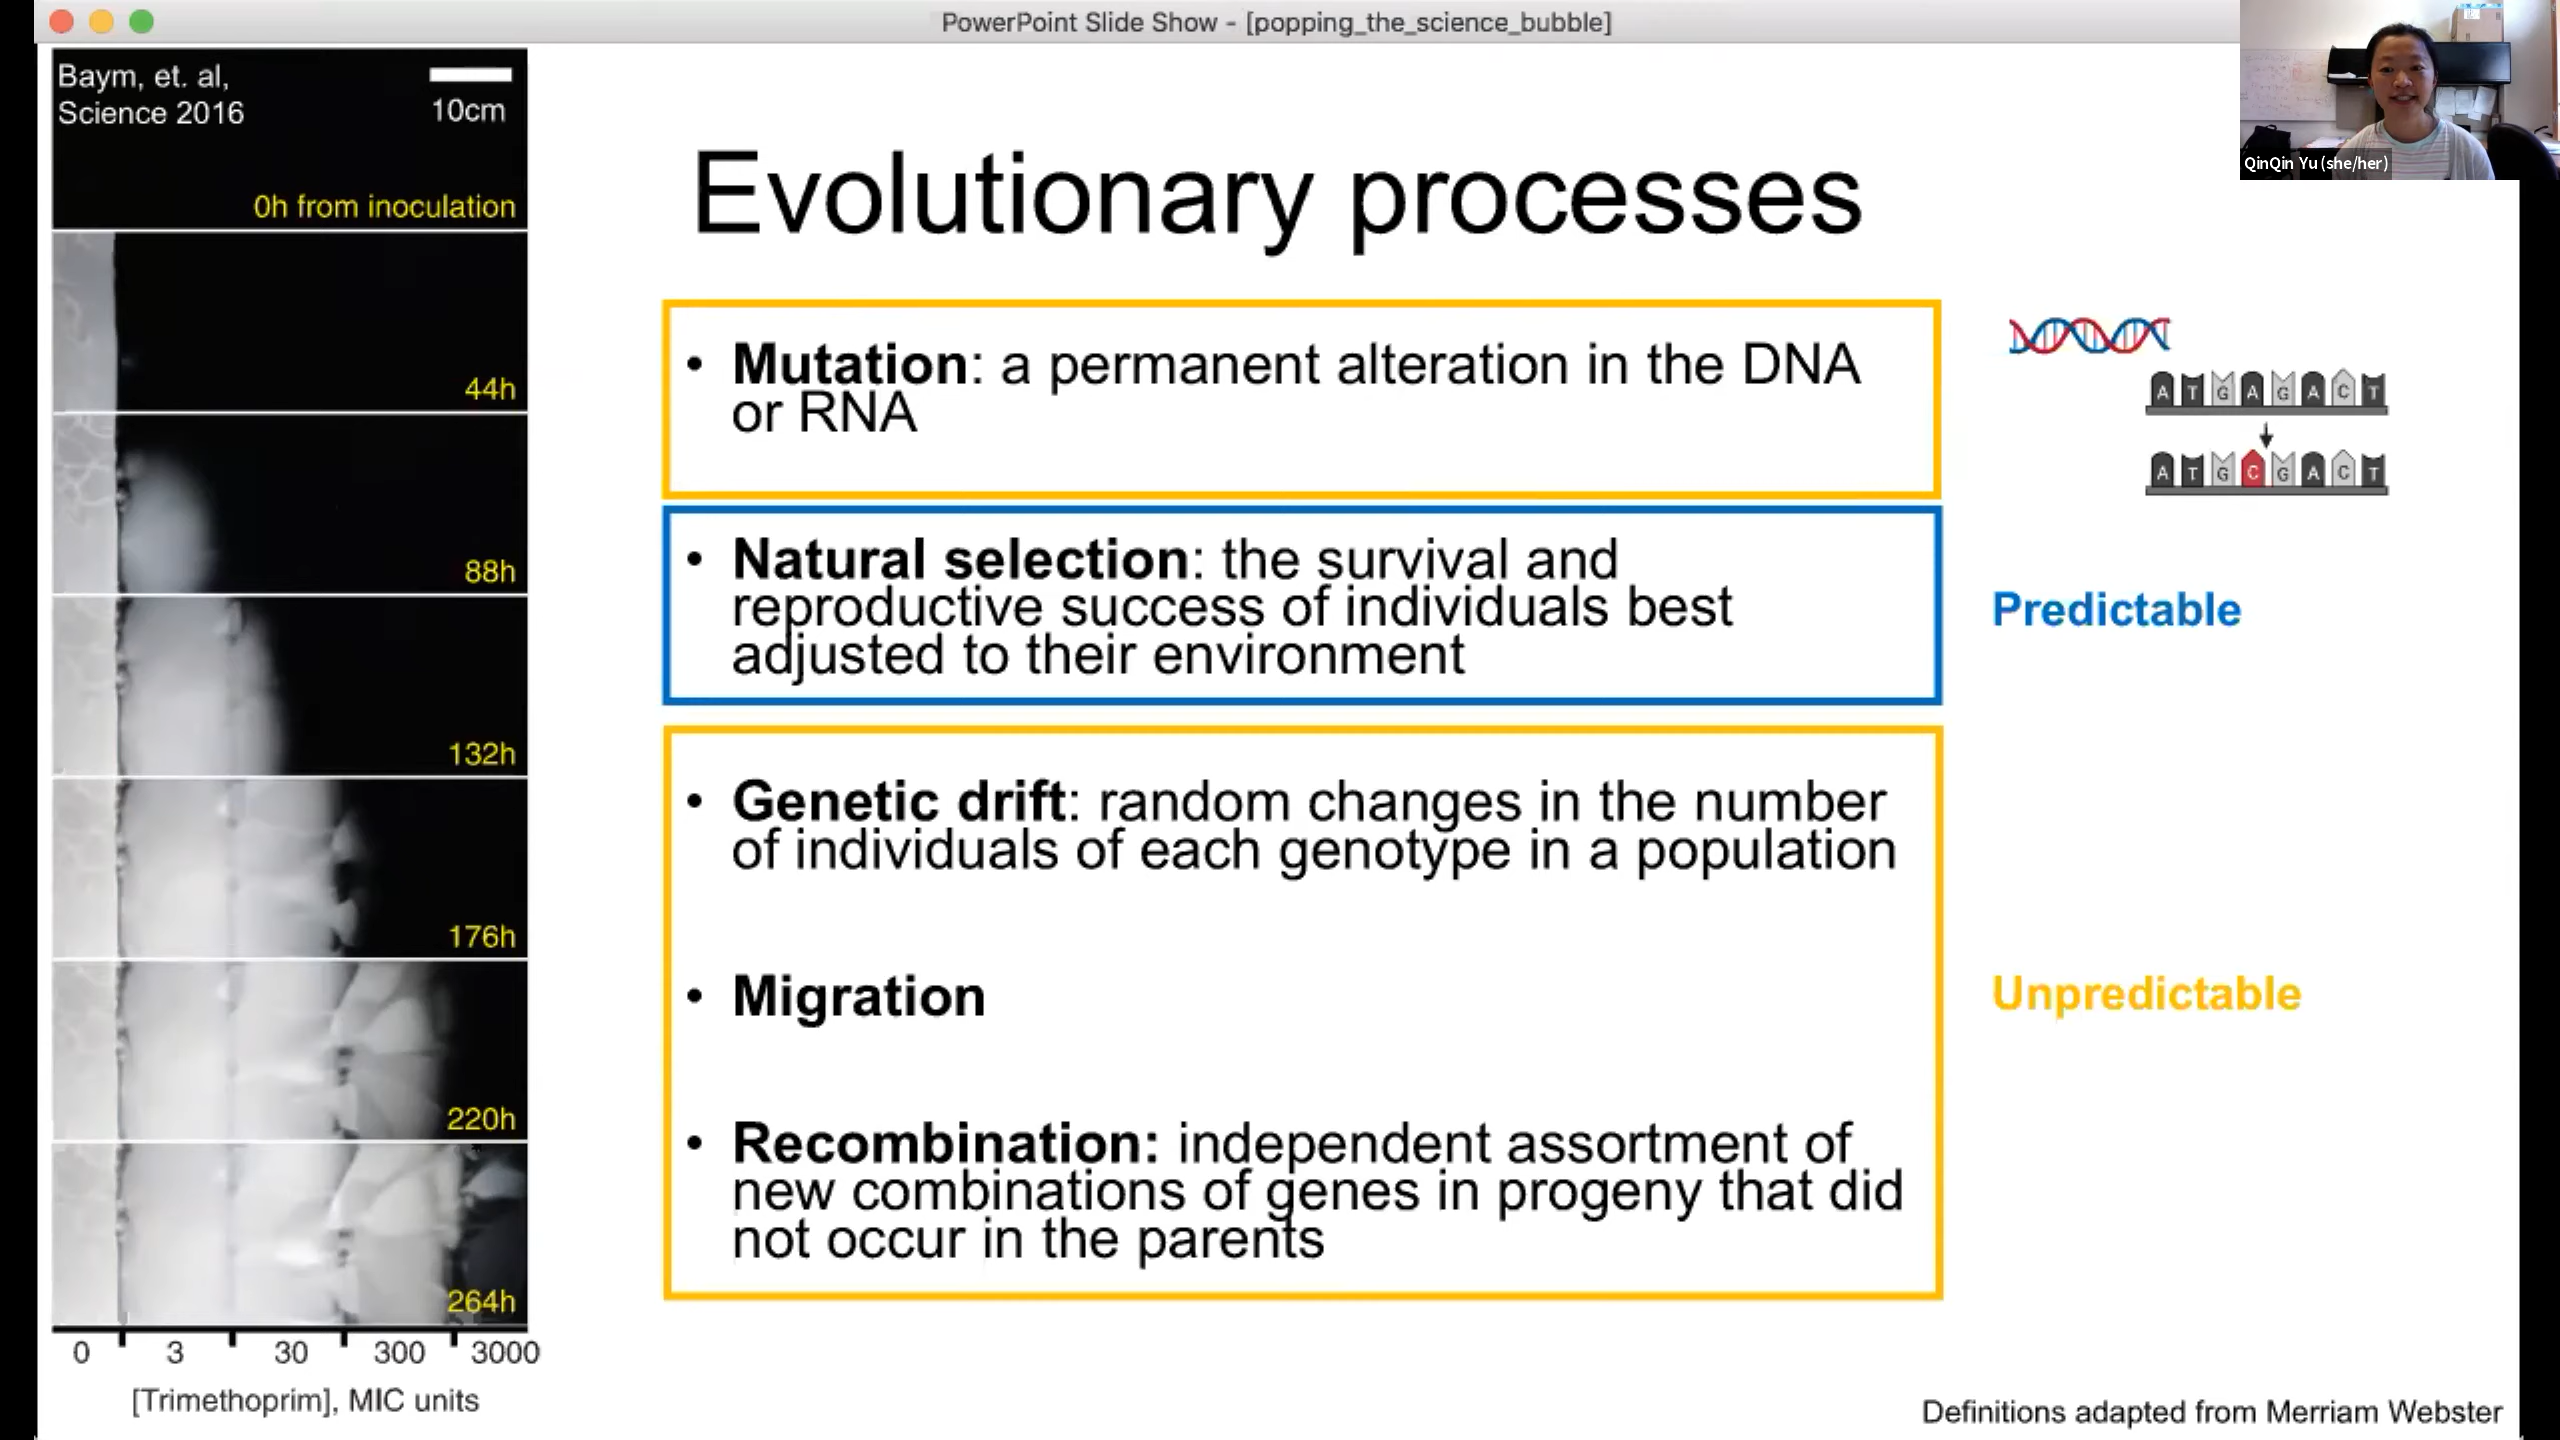 PowerPoint Slide Show - [popping_the_science_bubble]
QinQin Yu (she/her)
Baym, et. al,
Science 2016
10cm
0h from inoculation
44h
88h
132h
176h
220h
264h
0 3 30 300 3000
[Trimethoprim], MIC units
Evolutionary processes
• Mutation: a permanent alteration in the DNA
or RNA
A T G A G A C T
A T G C G A C T
• Natural selection: the survival and
reproductive success of individuals best
adjusted to their environment
Predictable
• Genetic drift: random changes in the number
of individuals of each genotype in a population
• Migration
Unpredictable
• Recombination: independent assortment of
new combinations of genes in progeny that did
not occur in the parents
Definitions adapted from Merriam Webster